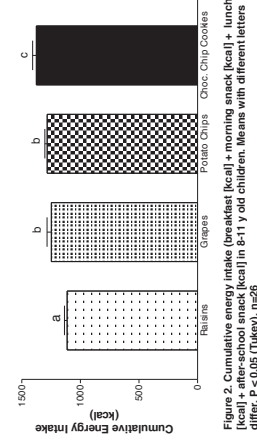 Cumulative Energy Intake
(kcal)
1500
1000
500
0
a
b
b
c
Raisins
Grapes
Potato Chips
Choc. Chip Cookies
Figure 2. Cumulative energy intake (breakfast [kcal] + morning snack [kcal] + lunch
[kcal] + after-school snack [kcal] in 8-11 y old children. Means with different letters
differ. P < 0.05 (Tukey). n=26